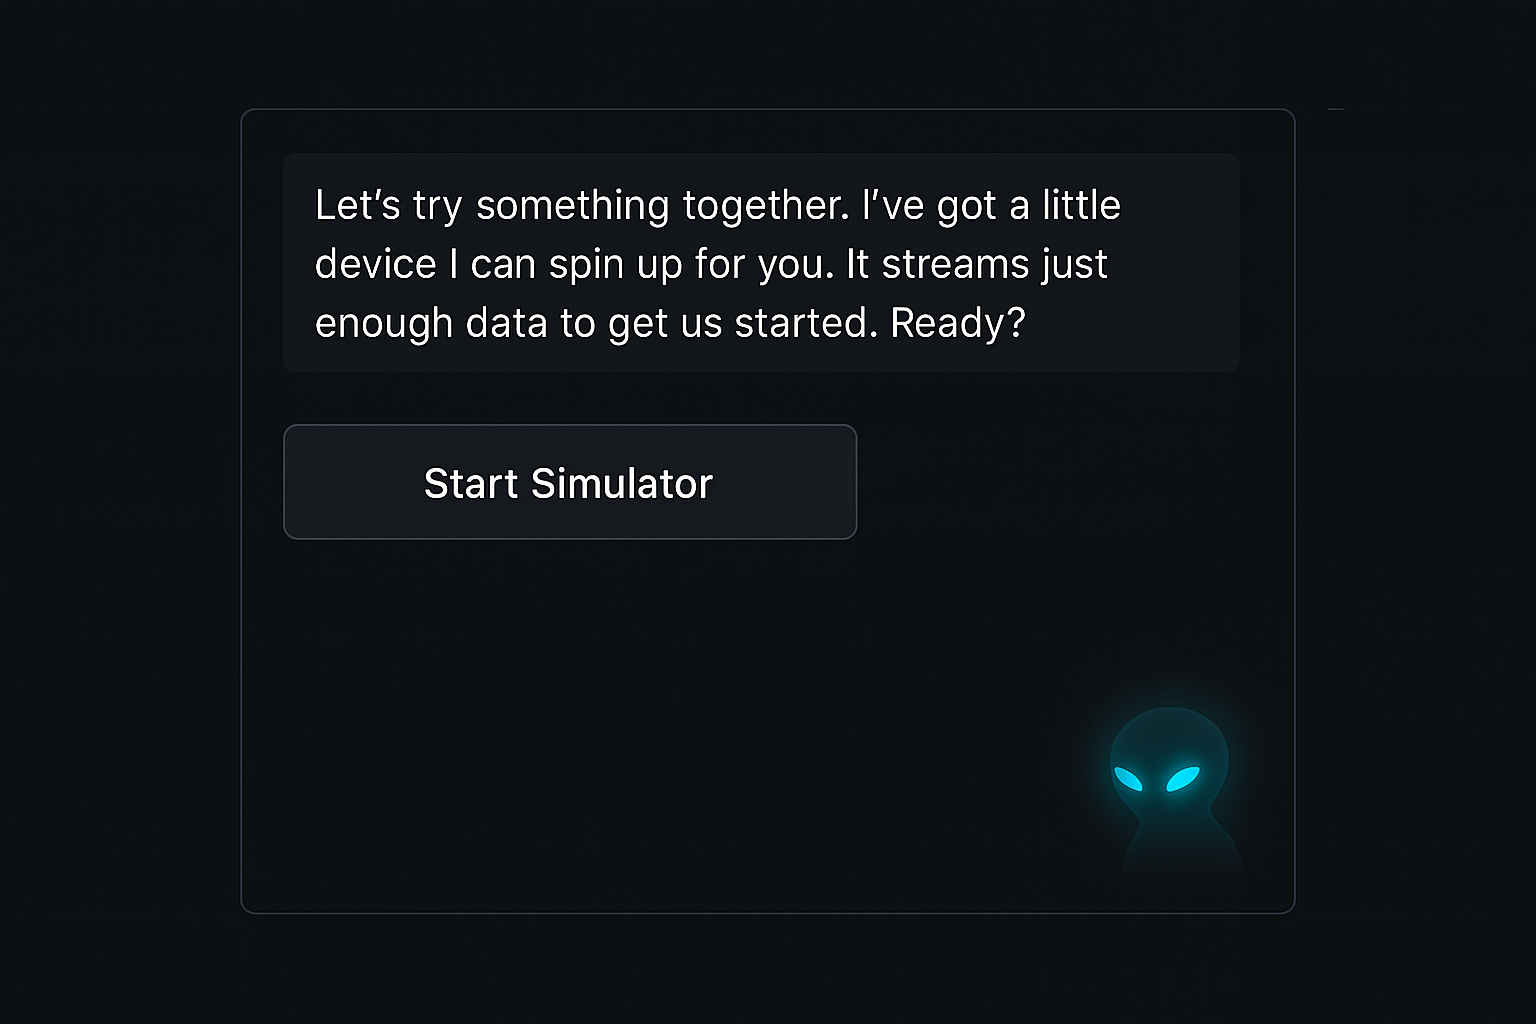 Let’s try something together. I’ve got a little
device I can spin up for you. It streams just
enough data to get us started. Ready?
Start Simulator